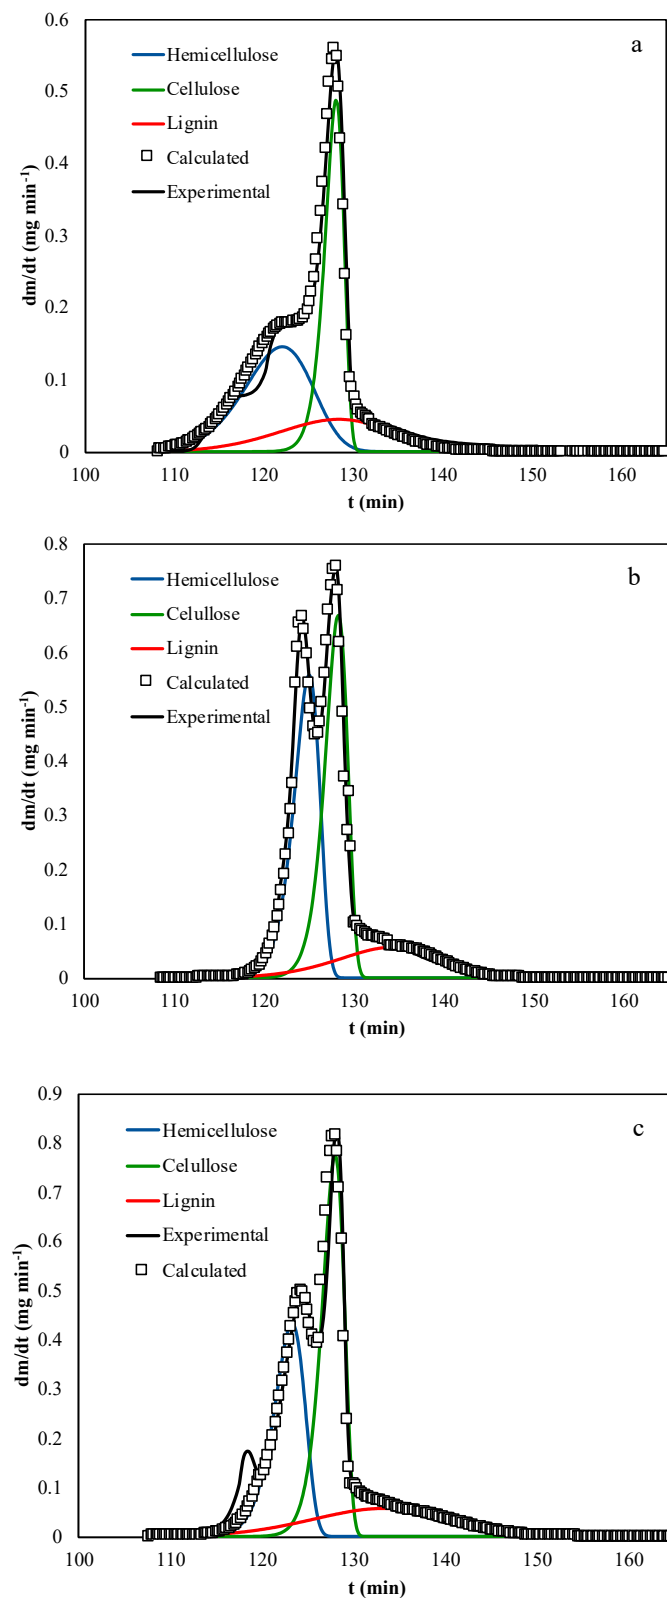 a
0.6
0.5
0.4
0.3
0.2
0.1
0
dm/dt (mg min⁻¹)
Hemicellulose
Cellulose
Lignin
Calculated
Experimental
100 110 120 130 140 150 160
t (min)
b
0.8
0.7
0.6
0.5
0.4
0.3
0.2
0.1
0
dm/dt (mg min⁻¹)
Hemicellulose
Celullose
Lignin
Calculated
Experimental
100 110 120 130 140 150 160
t (min)
c
0.9
0.8
0.7
0.6
0.5
0.4
0.3
0.2
0.1
0
dm/dt (mg min⁻¹)
Hemicellulose
Celullose
Lignin
Experimental
Calculated
100 110 120 130 140 150 160
t (min)